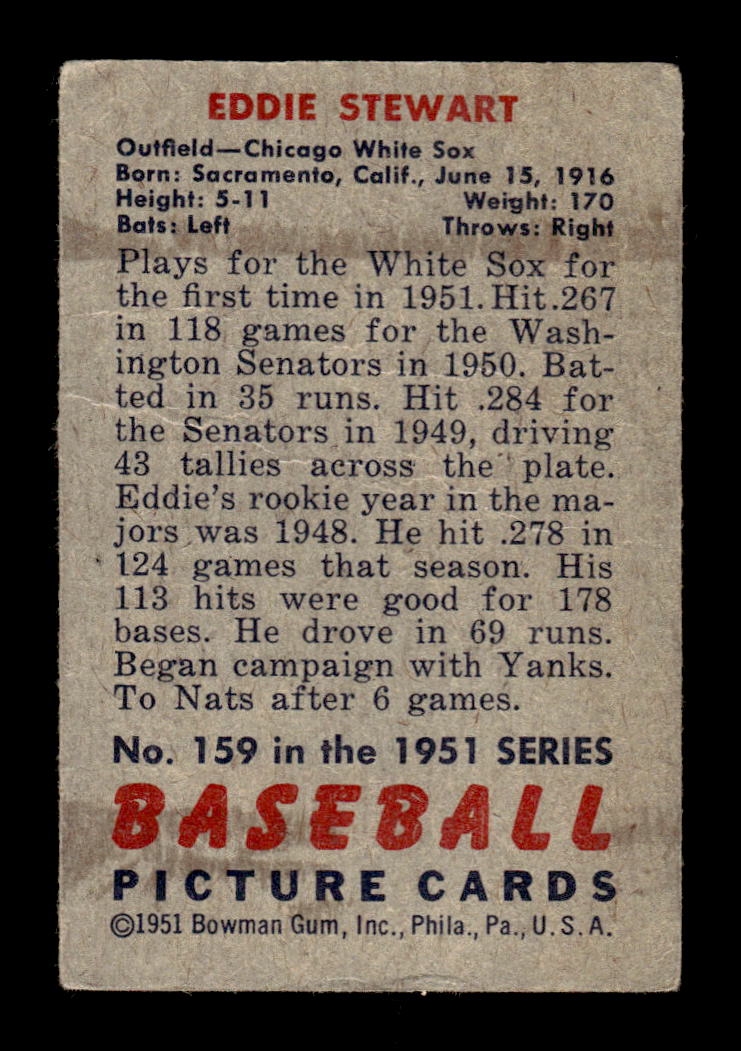 EDDIE STEWART
Outfield—Chicago White Sox
Born: Sacramento, Calif., June 15, 1916
Height: 5-11 Weight: 170
Bats: Left Throws: Right
Plays for the White Sox for
the first time in 1951. Hit .267
in 118 games for the Wash-
ington Senators in 1950. Bat-
ted in 35 runs. Hit .284 for
the Senators in 1949, driving
43 tallies across the plate.
Eddie's rookie year in the ma-
jors was 1948. He hit .278 in
124 games that season. His
113 hits were good for 178
bases. He drove in 69 runs.
Began campaign with Yanks.
To Nats after 6 games.
No. 159 in the 1951 SERIES
BASEBALL
PICTURE CARDS
©1951 Bowman Gum, Inc., Phila., Pa., U. S. A.